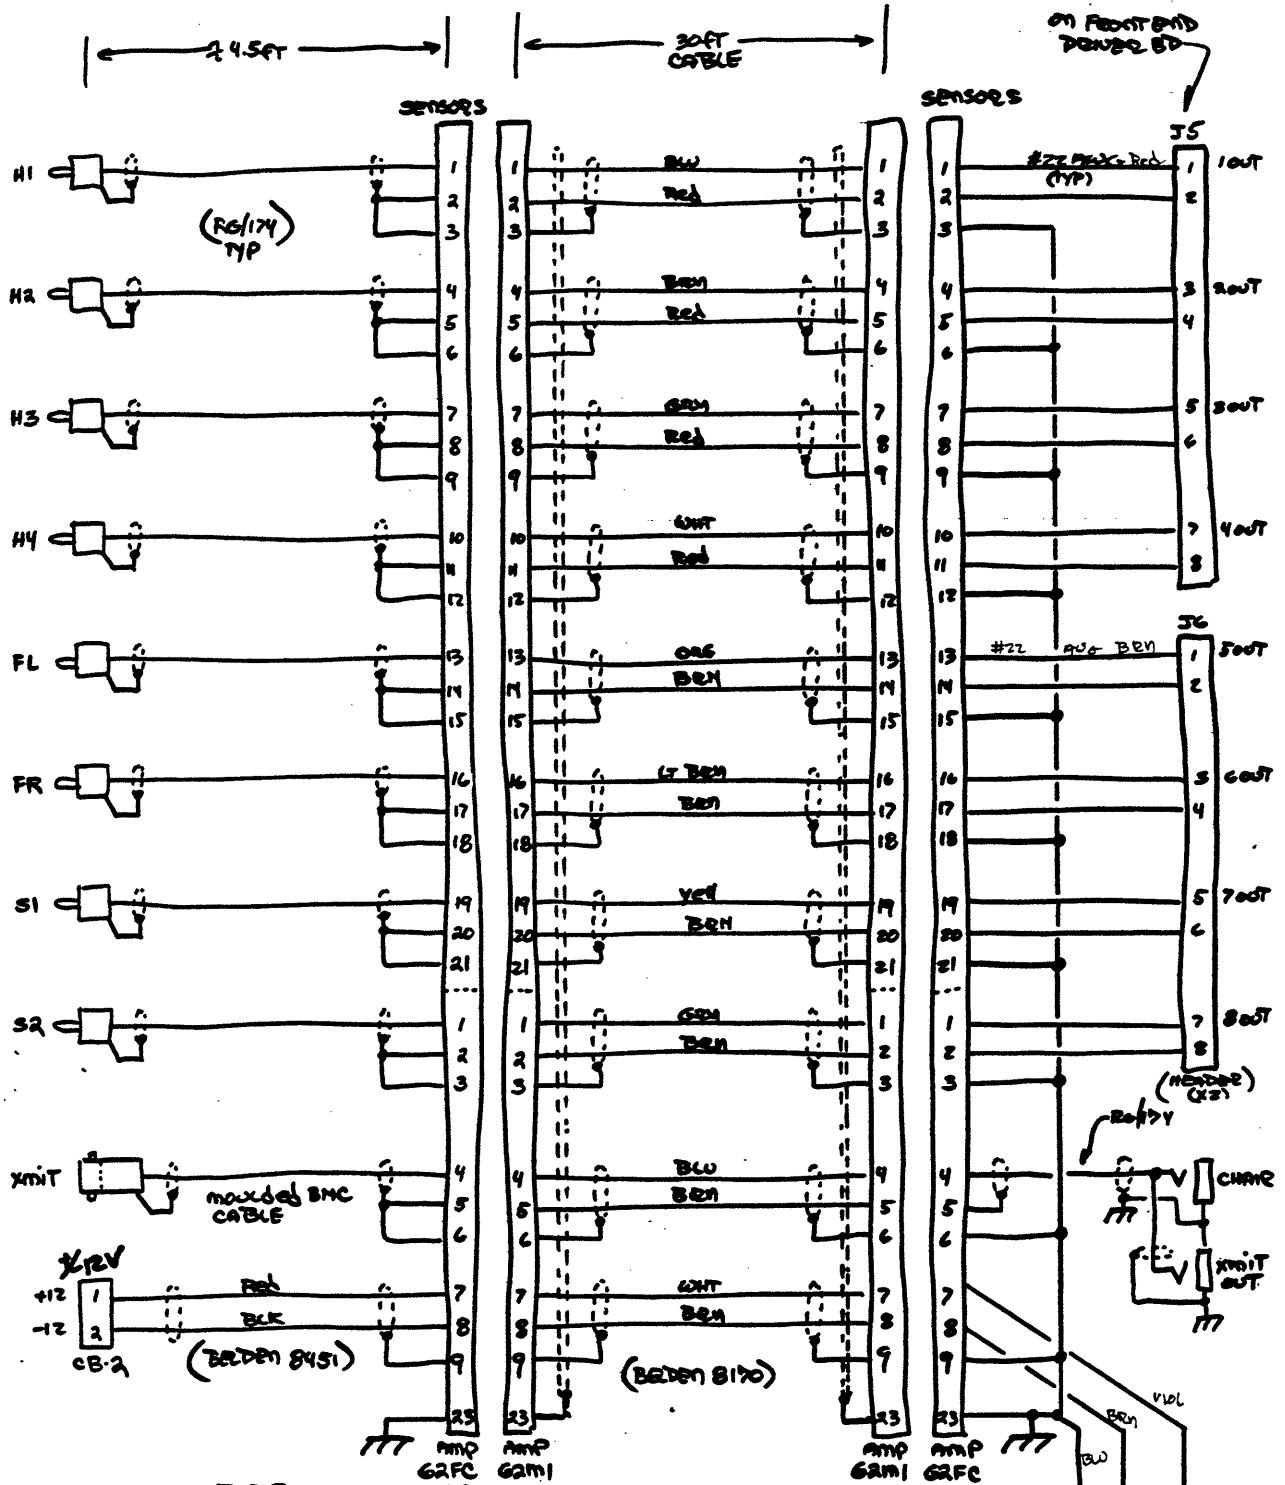 ± 4.5FT
30FT
CABLE
ON FRONT END
DRIVER BD
SENSORS
SENSORS
J5
H1
1 1 BLU 1 1 #22 AWG Red 1 1OUT
(TYP)
2 2 Red 2 2 2
(RG/174)
TYP
3 3 3 3
H2
4 4 BRN 4 4 3 2OUT
5 5 Red 5 5 4
6 6 6 6
H3
7 7 GRN 7 7 5 3OUT
8 8 Red 8 8 6
9 9 9 9
H4
10 10 WHT 10 10 7 4OUT
11 11 Red 11 11 8
12 12 12 12
J6
FL
13 13 ORG 13 13 #22 AWG BRN 1 5OUT
14 14 BRN 14 14 2
15 15 15 15
FR
16 16 LT BRN 16 16 3 6OUT
17 17 BRN 17 17 4
18 18 18 18
S1
19 19 Yel 19 19 5 7OUT
20 20 BRN 20 20 6
21 21 21 21
S2
1 1 GRN 1 1 7 8OUT
2 2 BRN 2 2 8
3 3 3 3
(HEADER)
(X2)
RG/174
XMIT
4 4 BLU 4 4 CHAIR
moulded BNC
CABLE
5 5 BRN 5 5
6 6 6 6
XMIT
OUT
12V
+12 1 Red 7 7 WHT 7 7
-12 2 BLK 8 8 BRN 8 8
CB-2
(BELDEN 8451)
9 9 9 9
(BELDEN 8170)
VIOL
BRN
BLU
23 23 23 23
AMP AMP AMP AMP
G2FC G2M1 G2M1 G2FC